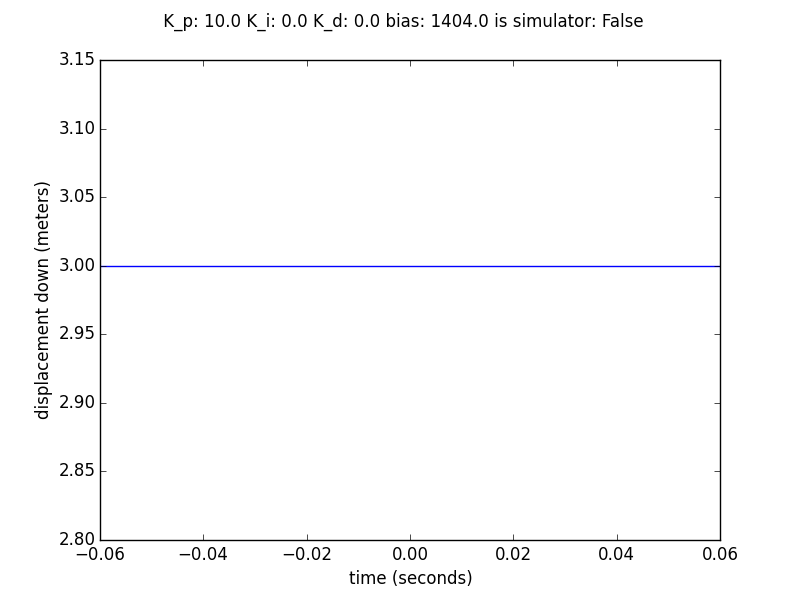 K_p: 10.0 K_i: 0.0 K_d: 0.0 bias: 1404.0 is simulator: False
3.15
3.10
3.05
3.00
2.95
2.90
2.85
2.80
displacement down (meters)
−0.06 −0.04 −0.02 0.00 0.02 0.04 0.06
time (seconds)